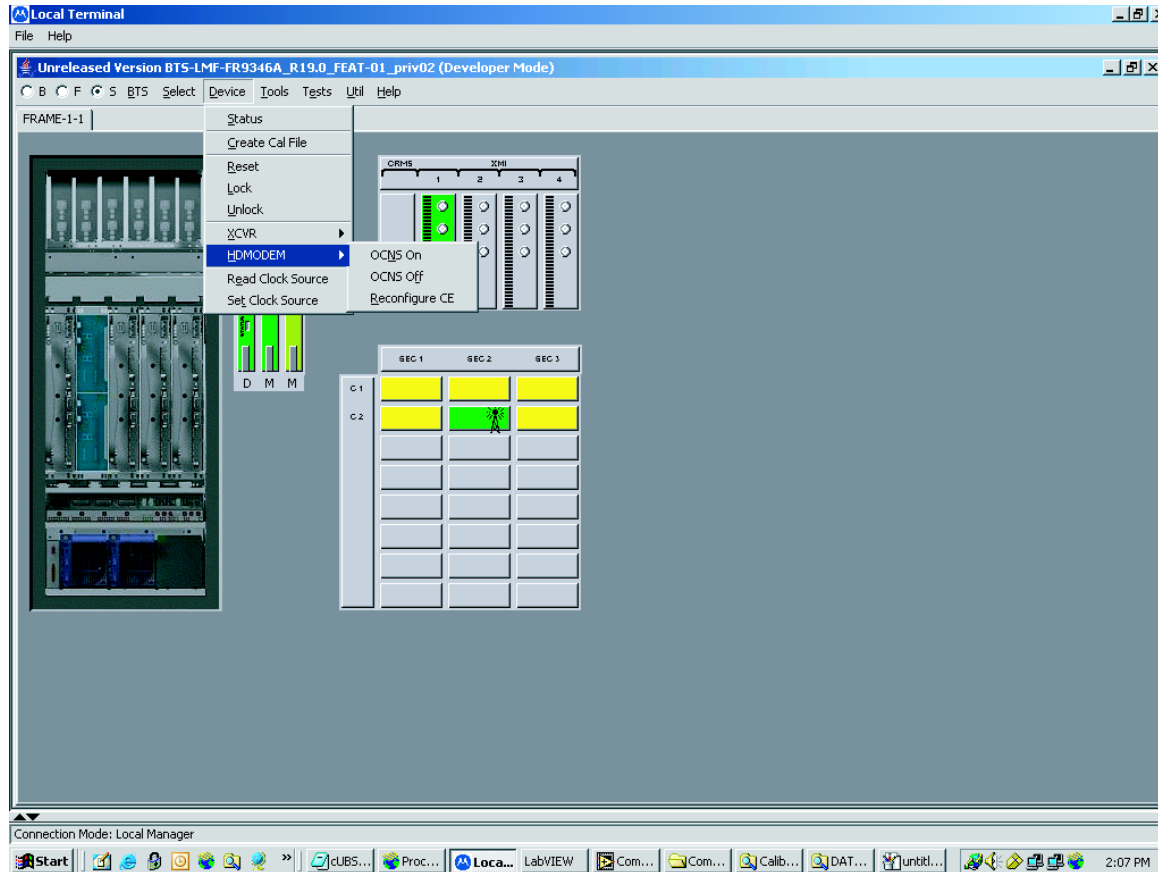 Local Terminal
File Help
Unreleased Version BTS-LMF-FR9346A_R19.0_FEAT-01_priv02 (Developer Mode)
B F S BTS Select Device Tools Tests Util Help
FRAME-1-1
Status
Create Cal File
Reset
Lock
Unlock
XCVR
HDMODEM
Read Clock Source
Set Clock Source
OCNS On
OCNS Off
Reconfigure CE
CRMS XMI
1 2 3 4
D M M
SEC 1 SEC 2 SEC 3
C 1
C 2
Connection Mode: Local Manager
Start » cUBS... Proc... Loca... LabVIEW Com... Com... Calib... DAT... untitl... 2:07 PM